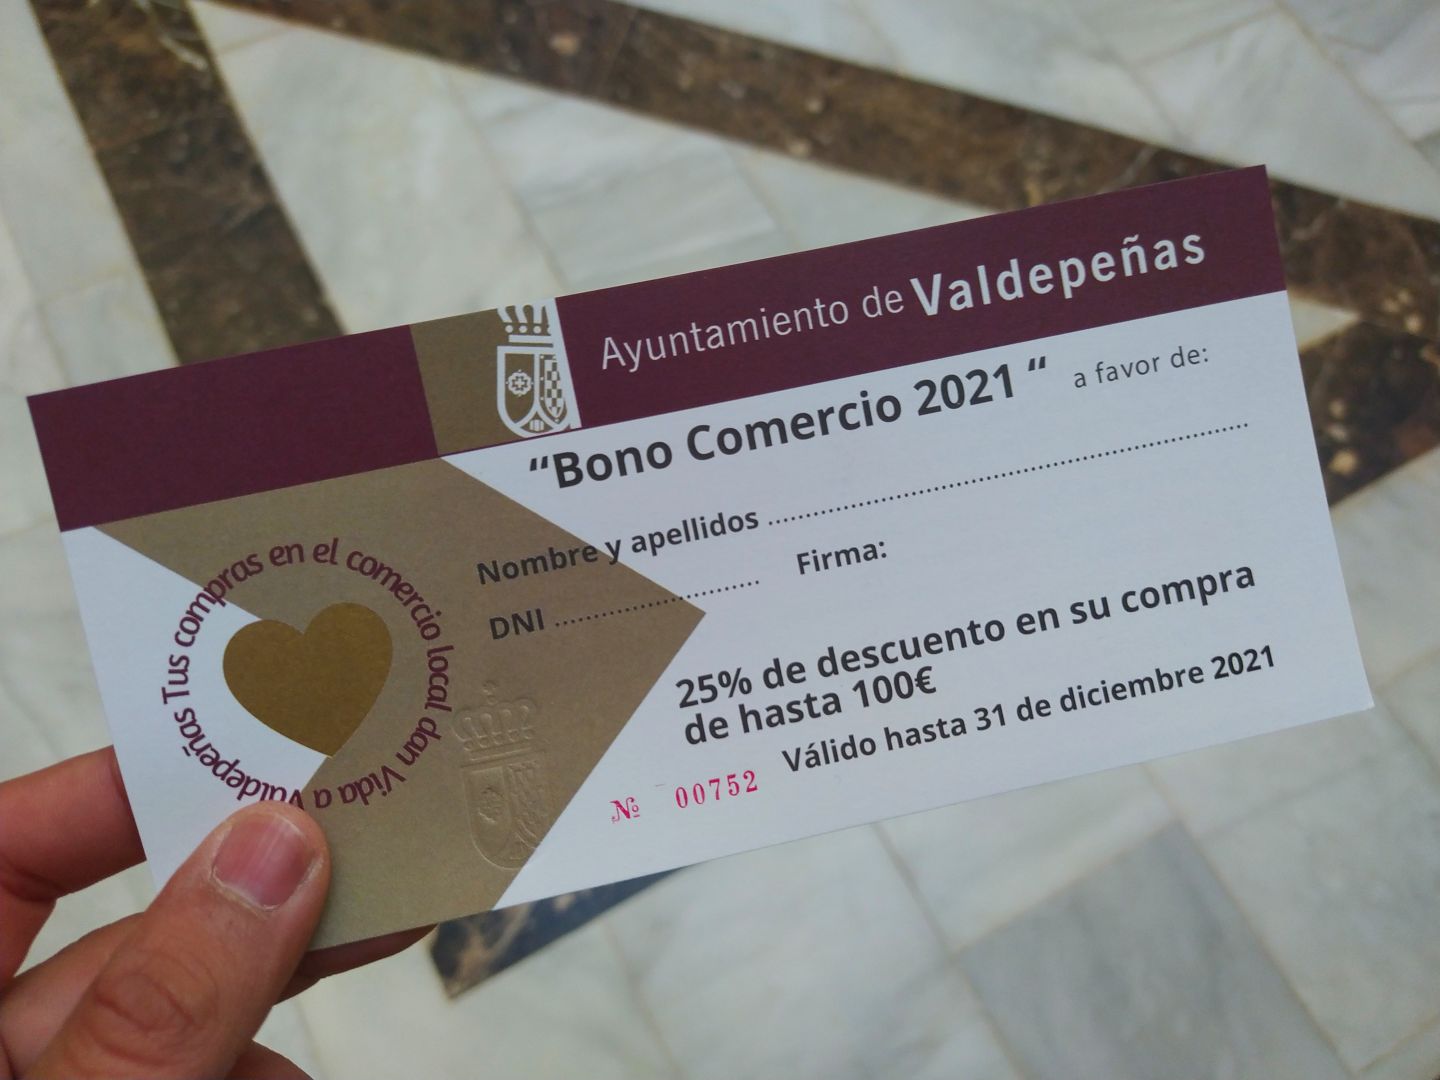 Ayuntamiento de Valdepeñas
“Bono Comercio 2021 “ a favor de:
Nombre y apellidos ........................................................................
DNI .............................. Firma:
25% de descuento en su compra
de hasta 100€
Válido hasta 31 de diciembre 2021
Nº 00752
Tus compras en el comercio local dan Vida a Valdepeñas